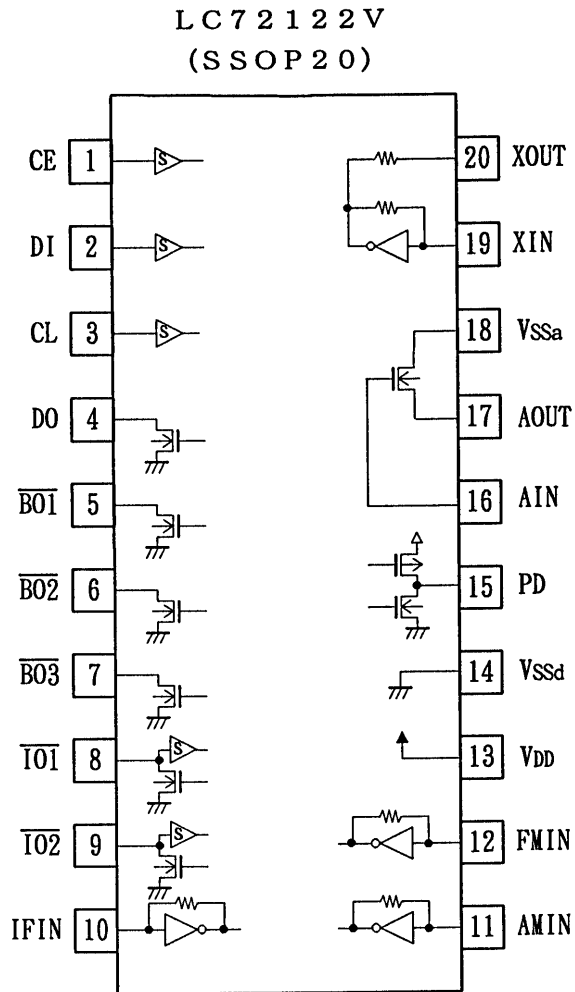 LC72122V
(SSOP20)
CE 1 S 20 XOUT
DI 2 S 19 XIN
CL 3 S 18 VSSa
DO 4 17 AOUT
BO1 5 16 AIN
BO2 6 15 PD
BO3 7 14 VSSd
IO1 8 S 13 VDD
IO2 9 S 12 FMIN
IFIN 10 11 AMIN